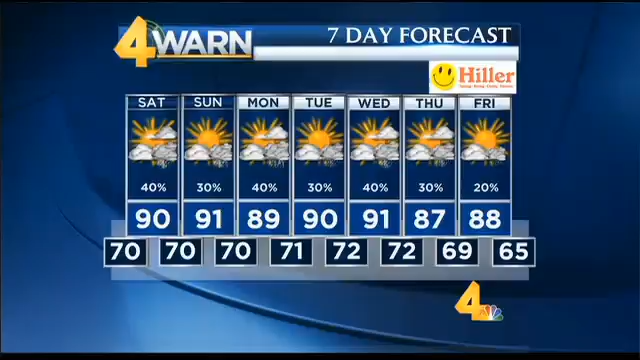 4WARN
7 DAY FORECAST
Hiller
SAT SUN MON TUE WED THU FRI
40% 30% 40% 30% 40% 30% 20%
90 91 89 90 91 87 88
70 70 70 71 72 72 69 65
4